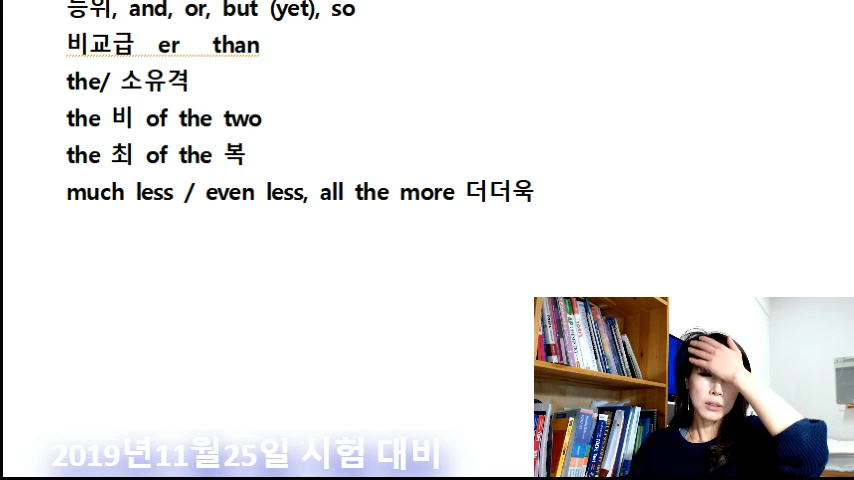 등위, and, or, but (yet), so
비교급 er than
the/ 소유격
the 비 of the two
the 최 of the 복
much less / even less, all the more 더더욱
2019년11월25일 시험 대비